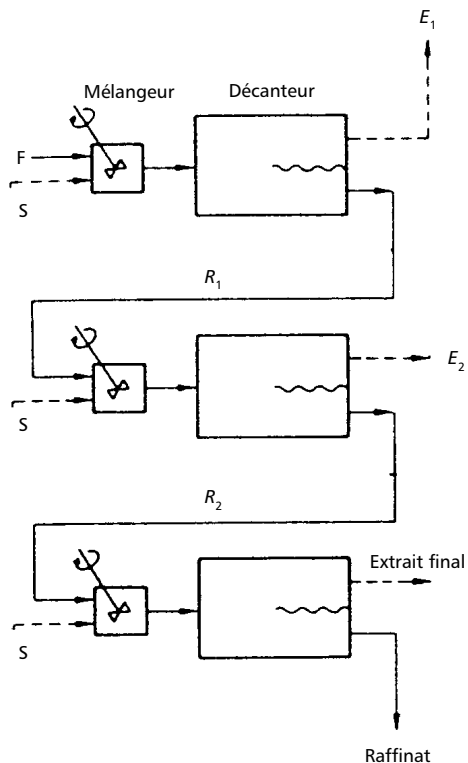 E₁
Mélangeur
Décanteur
F
S
R₁
E₂
S
R₂
Extrait final
S
Raffinat